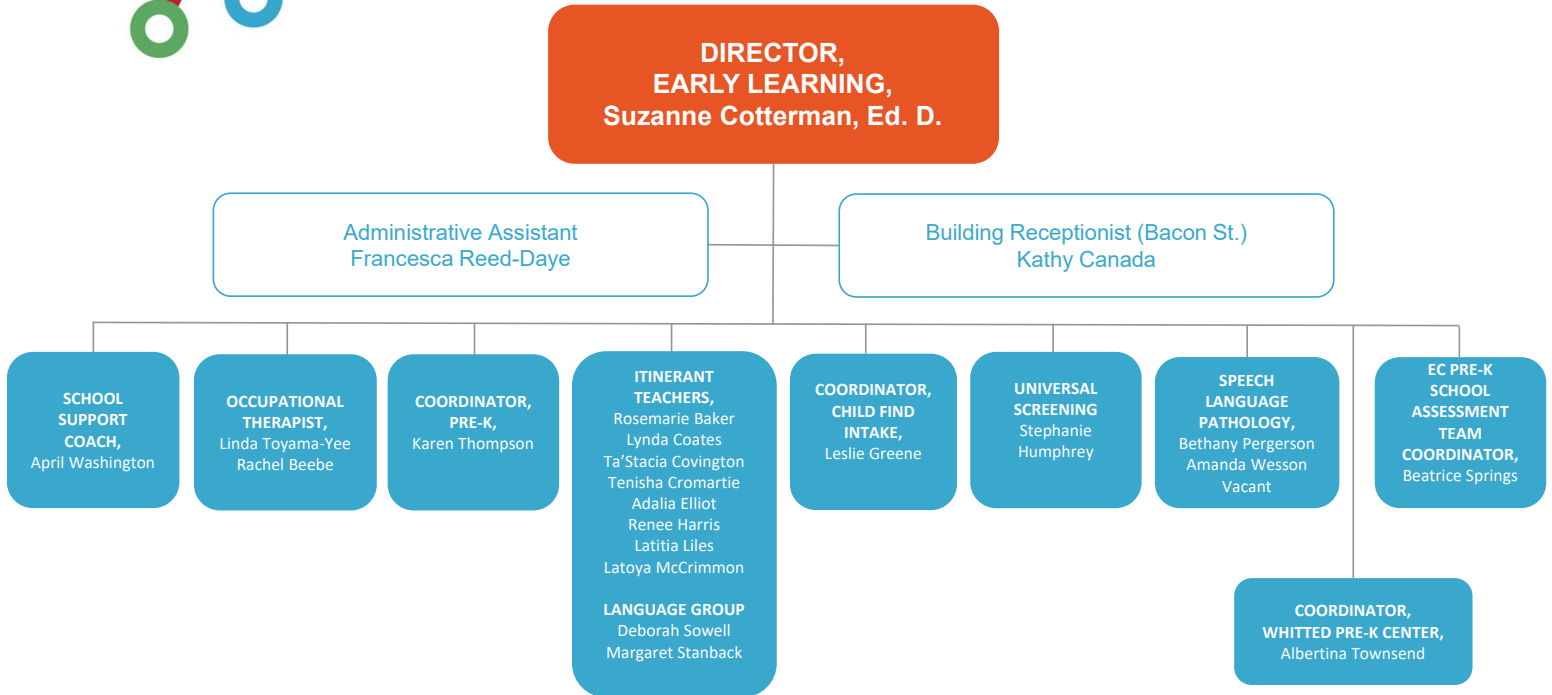 DIRECTOR,
EARLY LEARNING,
Suzanne Cotterman, Ed. D.
Administrative Assistant
Francesca Reed-Daye
Building Receptionist (Bacon St.)
Kathy Canada
SCHOOL
SUPPORT
COACH,
April Washington
OCCUPATIONAL
THERAPIST,
Linda Toyama-Yee
Rachel Beebe
COORDINATOR,
PRE-K,
Karen Thompson
ITINERANT
TEACHERS,
Rosemarie Baker
Lynda Coates
Ta’Stacia Covington
Tenisha Cromartie
Adalia Elliot
Renee Harris
Latitia Liles
Latoya McCrimmon
LANGUAGE GROUP
Deborah Sowell
Margaret Stanback
COORDINATOR,
CHILD FIND
INTAKE,
Leslie Greene
UNIVERSAL
SCREENING
Stephanie
Humphrey
SPEECH
LANGUAGE
PATHOLOGY,
Bethany Pergerson
Amanda Wesson
Vacant
EC PRE-K
SCHOOL
ASSESSMENT
TEAM
COORDINATOR,
Beatrice Springs
COORDINATOR,
WHITTED PRE-K CENTER,
Albertina Townsend